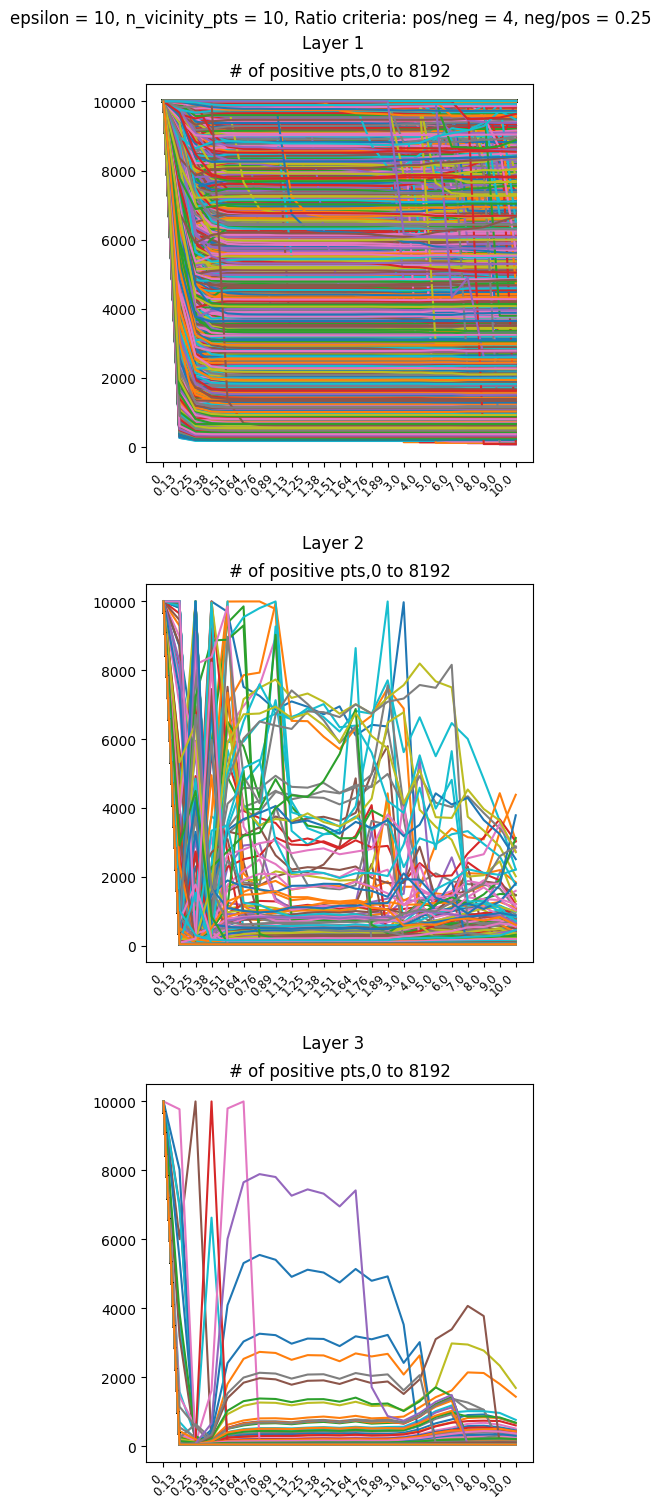 epsilon = 10, n_vicinity_pts = 10, Ratio criteria: pos/neg = 4, neg/pos = 0.25
Layer 1
# of positive pts,0 to 8192
10000
8000
6000
4000
2000
0
0 0.13 0.25 0.38 0.51 0.64 0.76 0.89 1.13 1.25 1.38 1.51 1.64 1.76 1.89 3.0 4.0 5.0 6.0 7.0 8.0 9.0 10.0
Layer 2
# of positive pts,0 to 8192
10000
8000
6000
4000
2000
0
0 0.13 0.25 0.38 0.51 0.64 0.76 0.89 1.13 1.25 1.38 1.51 1.64 1.76 1.89 3.0 4.0 5.0 6.0 7.0 8.0 9.0 10.0
Layer 3
# of positive pts,0 to 8192
10000
8000
6000
4000
2000
0
0 0.13 0.25 0.38 0.51 0.64 0.76 0.89 1.13 1.25 1.38 1.51 1.64 1.76 1.89 3.0 4.0 5.0 6.0 7.0 8.0 9.0 10.0